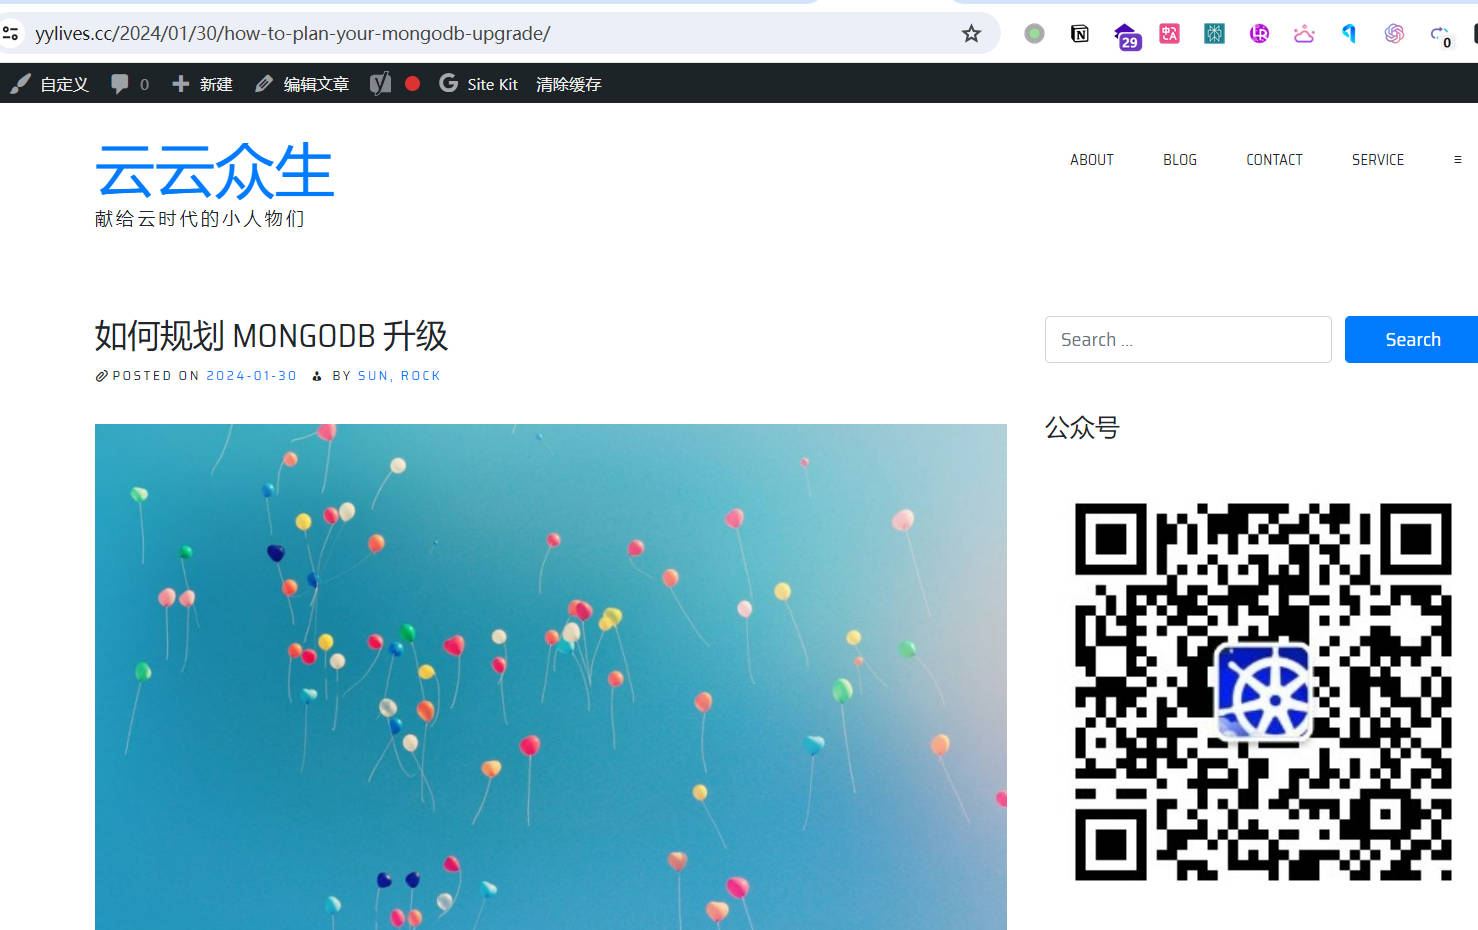 yylives.cc/2024/01/30/how-to-plan-your-mongodb-upgrade/
29
0
自定义 0 新建 编辑文章 Site Kit 清除缓存
云云众生
献给云时代的小人物们
ABOUT BLOG CONTACT SERVICE
如何规划 MONGODB 升级
POSTED ON 2024-01-30 BY SUN, ROCK
Search ...
Search
公众号